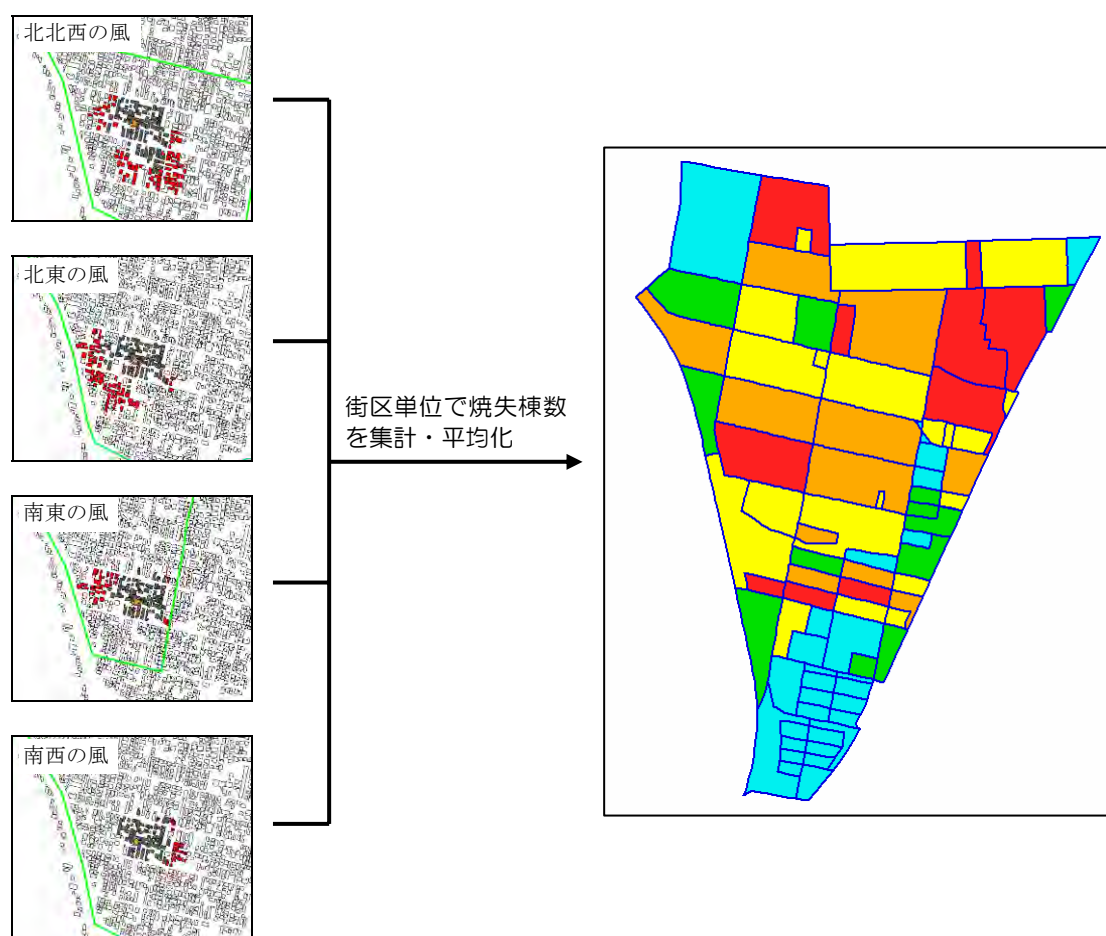 北北西の風
北東の風
南東の風
南西の風
街区単位で焼失棟数
を集計・平均化